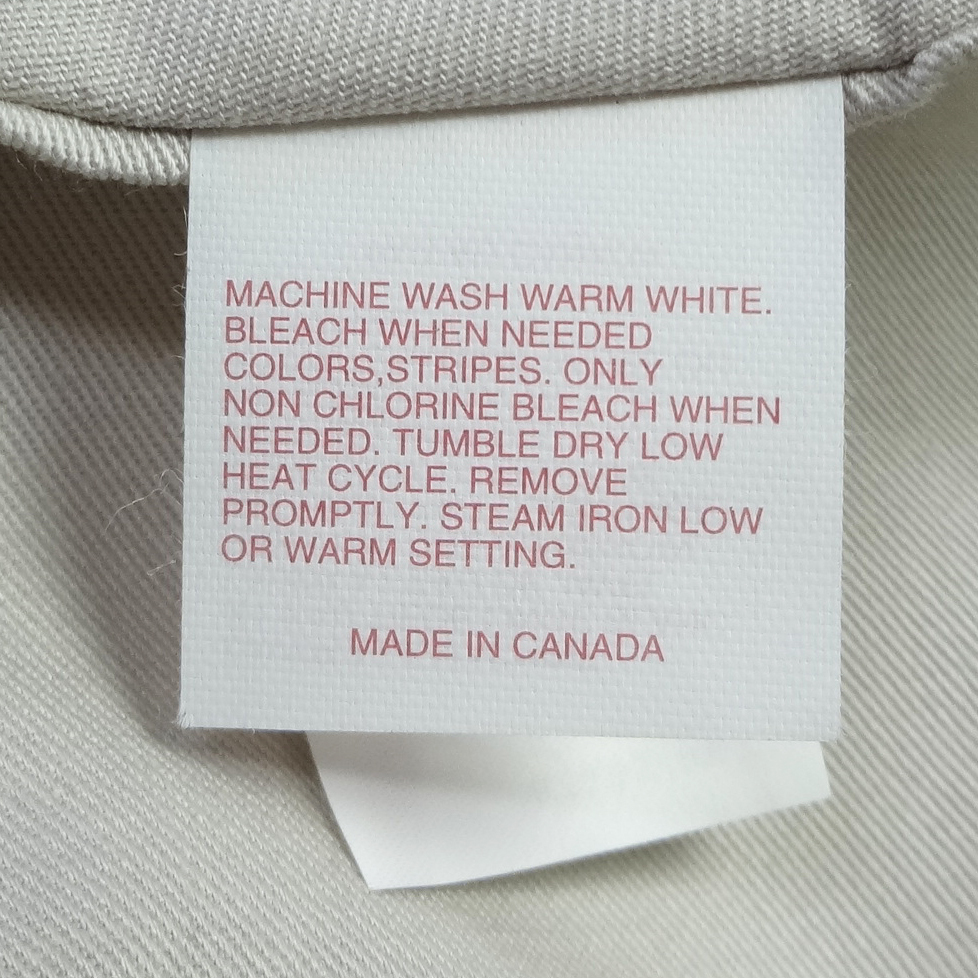 MACHINE WASH WARM WHITE.
BLEACH WHEN NEEDED
COLORS,STRIPES. ONLY
NON CHLORINE BLEACH WHEN
NEEDED. TUMBLE DRY LOW
HEAT CYCLE. REMOVE
PROMPTLY. STEAM IRON LOW
OR WARM SETTING.
MADE IN CANADA